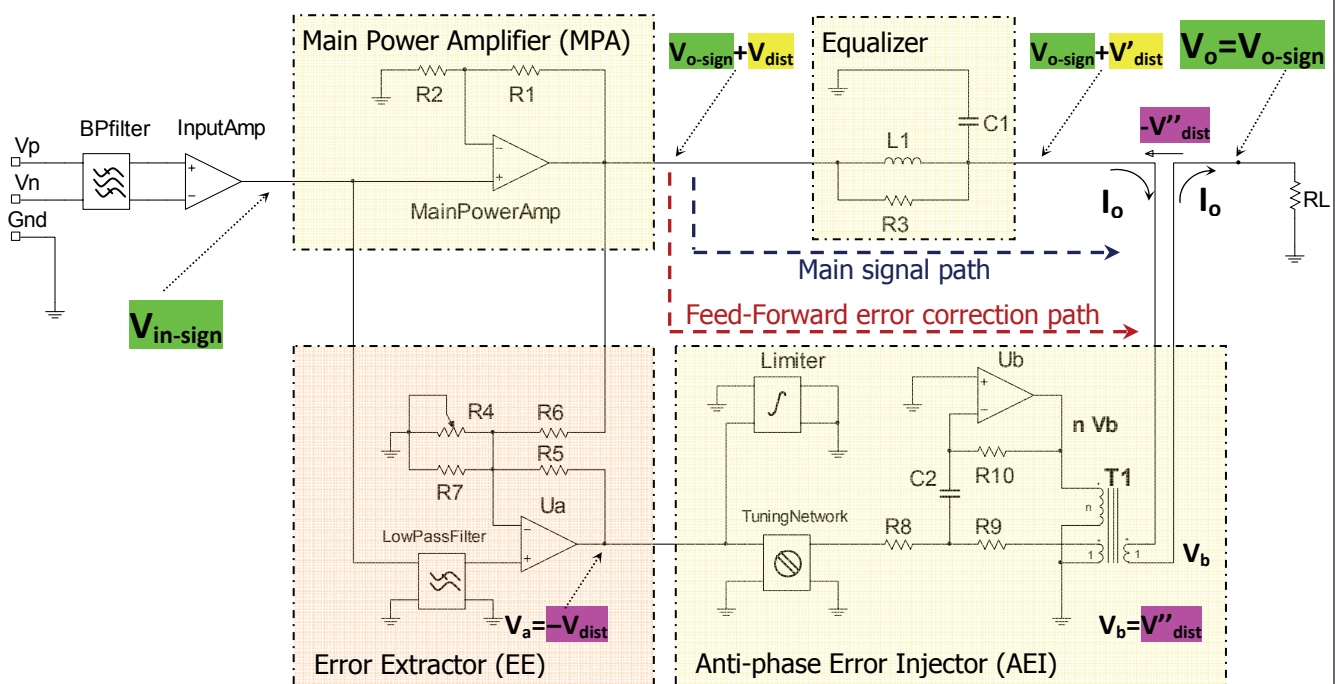 Main Power Amplifier (MPA)
R2
R1
MainPowerAmp
Vo-sign+Vdist
Equalizer
C1
L1
R3
Vo-sign+V'dist
Vo=Vo-sign
-V''dist
Io
Io
RL
BPfilter
InputAmp
Vp
Vn
Gnd
Vin-sign
Main signal path
Feed-Forward error correction path
R4
R6
R5
R7
Ua
LowPassFilter
Va=–Vdist
Error Extractor (EE)
Limiter
Ub
n Vb
R10
C2
T1
n
TuningNetwork
R8
R9
1
1
Vb
Vb=V''dist
Anti-phase Error Injector (AEI)